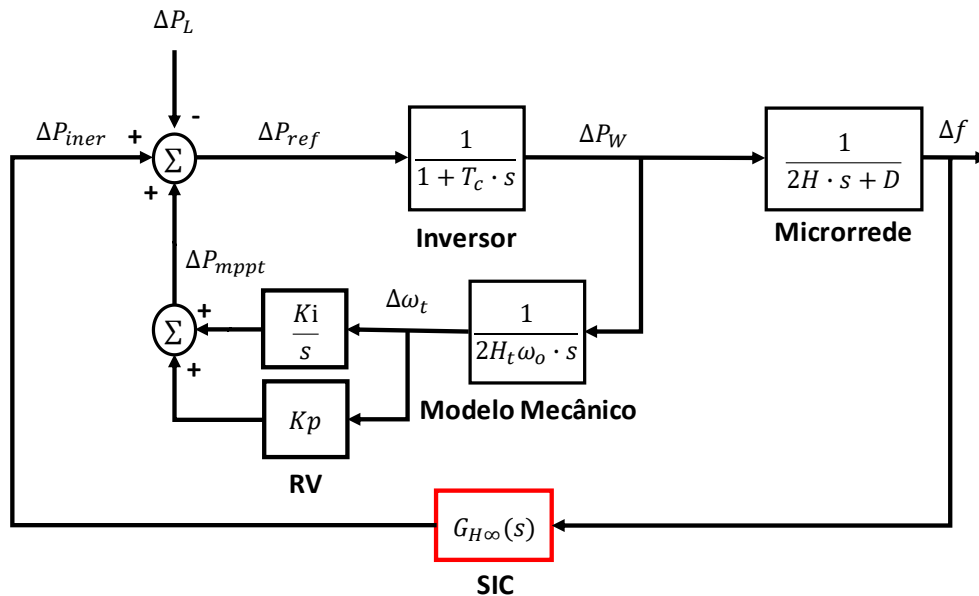 ΔP_L
ΔP_iner
+
-
Σ
+
ΔP_ref
1 / (1 + T_c · s)
Inversor
ΔP_W
1 / (2H · s + D)
Microrrede
Δf
ΔP_mppt
Σ
+
+
Ki / s
Δω_t
1 / (2H_t ω_o · s)
Modelo Mecânico
Kp
RV
G_H∞(s)
SIC